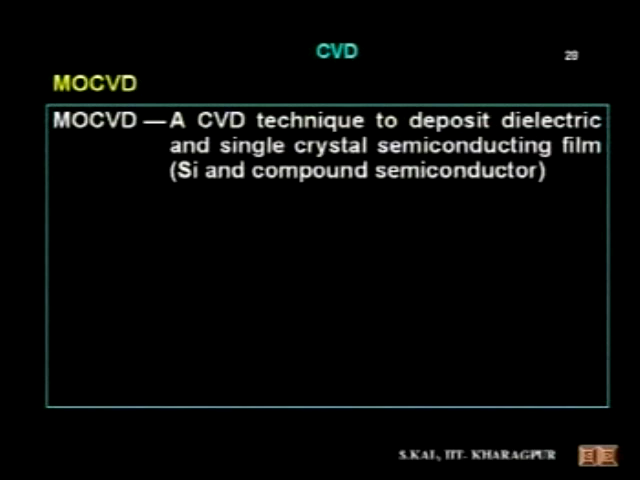 CVD
28
MOCVD
MOCVD — A CVD technique to deposit dielectric
and single crystal semiconducting film
(Si and compound semiconductor)
S.KAL, IIT- KHARAGPUR